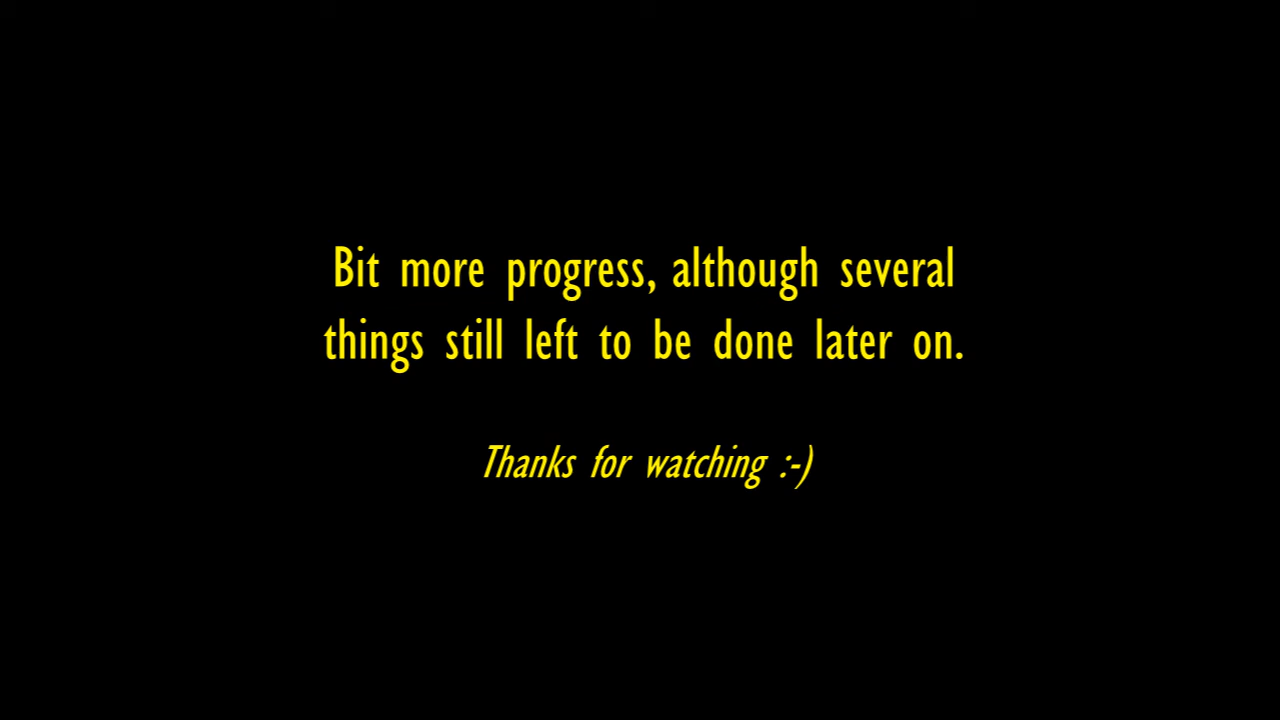 Bit more progress, although several
things still left to be done later on.
Thanks for watching :-)